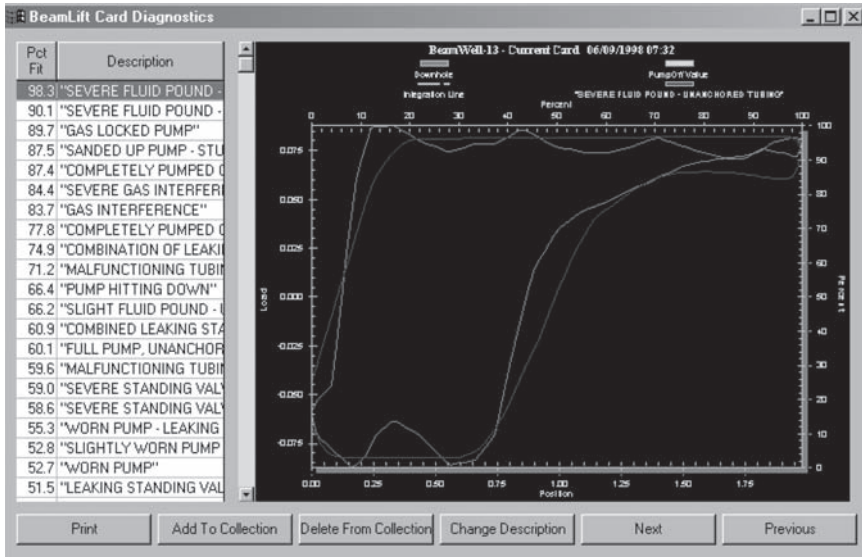 BeamLift Card Diagnostics
Pct Fit
Description
98.3 "SEVERE FLUID POUND -
90.1 "SEVERE FLUID POUND -
89.7 "GAS LOCKED PUMP"
87.5 "SANDED UP PUMP - STU
87.4 "COMPLETELY PUMPED O
84.4 "SEVERE GAS INTERFERI
83.7 "GAS INTERFERENCE"
77.8 "COMPLETELY PUMPED O
74.9 "COMBINATION OF LEAKI
71.2 "MALFUNCTIONING TUBI
66.4 "PUMP HITTING DOWN"
66.2 "SLIGHT FLUID POUND - U
60.9 "COMBINED LEAKING STA
60.1 "FULL PUMP, UNANCHOR
59.6 "MALFUNCTIONING TUBI
59.0 "SEVERE STANDING VALV
58.6 "SEVERE STANDING VALV
55.3 "WORN PUMP - LEAKING
52.8 "SLIGHTLY WORN PUMP
52.7 "WORN PUMP"
51.5 "LEAKING STANDING VAL
BeamWell-13 - Current Card 06/09/1998 07:32
Downhole
PumpOff Value
Integration Line
"SEVERE FLUID POUND - UNANCHORED TUBING"
Percent
0 10 20 30 40 50 60 70 80 90 100
0.075
0.050
0.025
0.000
-0.025
-0.050
-0.075
Load
100
90
80
70
60
50
40
30
20
10
0
Percent
0.00 0.25 0.50 0.75 1.00 1.25 1.50 1.75
Position
Print
Add To Collection
Delete From Collection
Change Description
Next
Previous